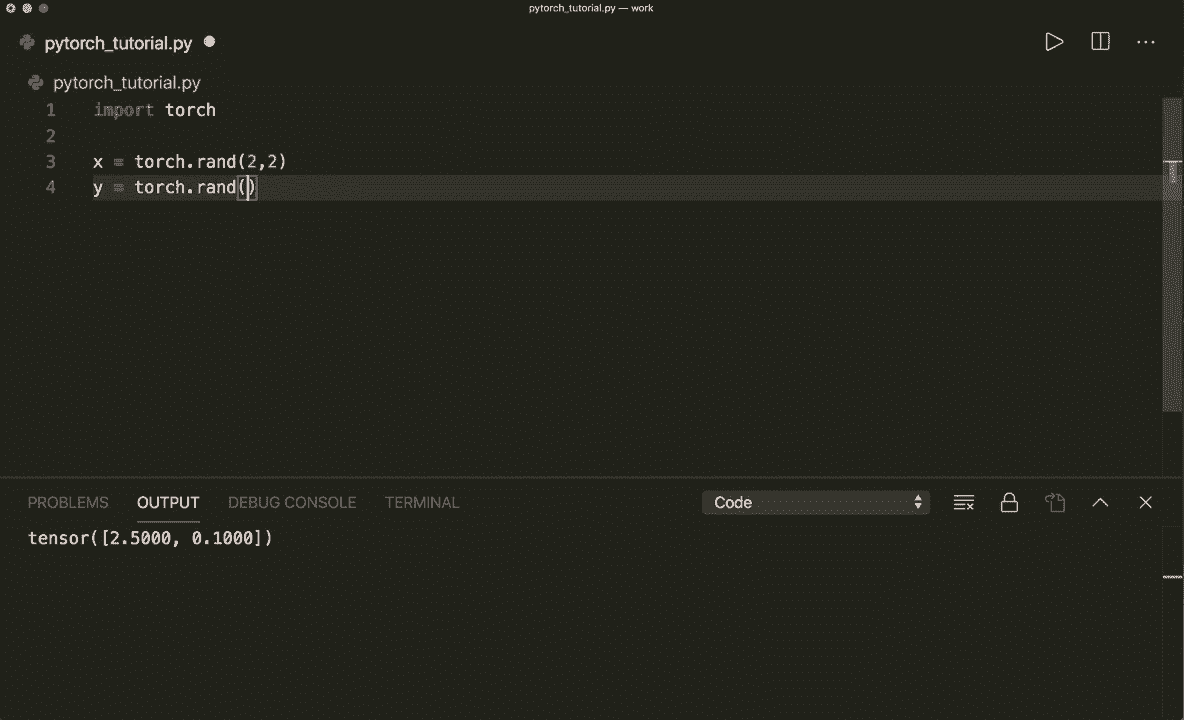 pytorch_tutorial.py — work
pytorch_tutorial.py
pytorch_tutorial.py
1 import torch
2
3 x = torch.rand(2,2)
4 y = torch.rand()
PROBLEMS OUTPUT DEBUG CONSOLE TERMINAL Code
tensor([2.5000, 0.1000])